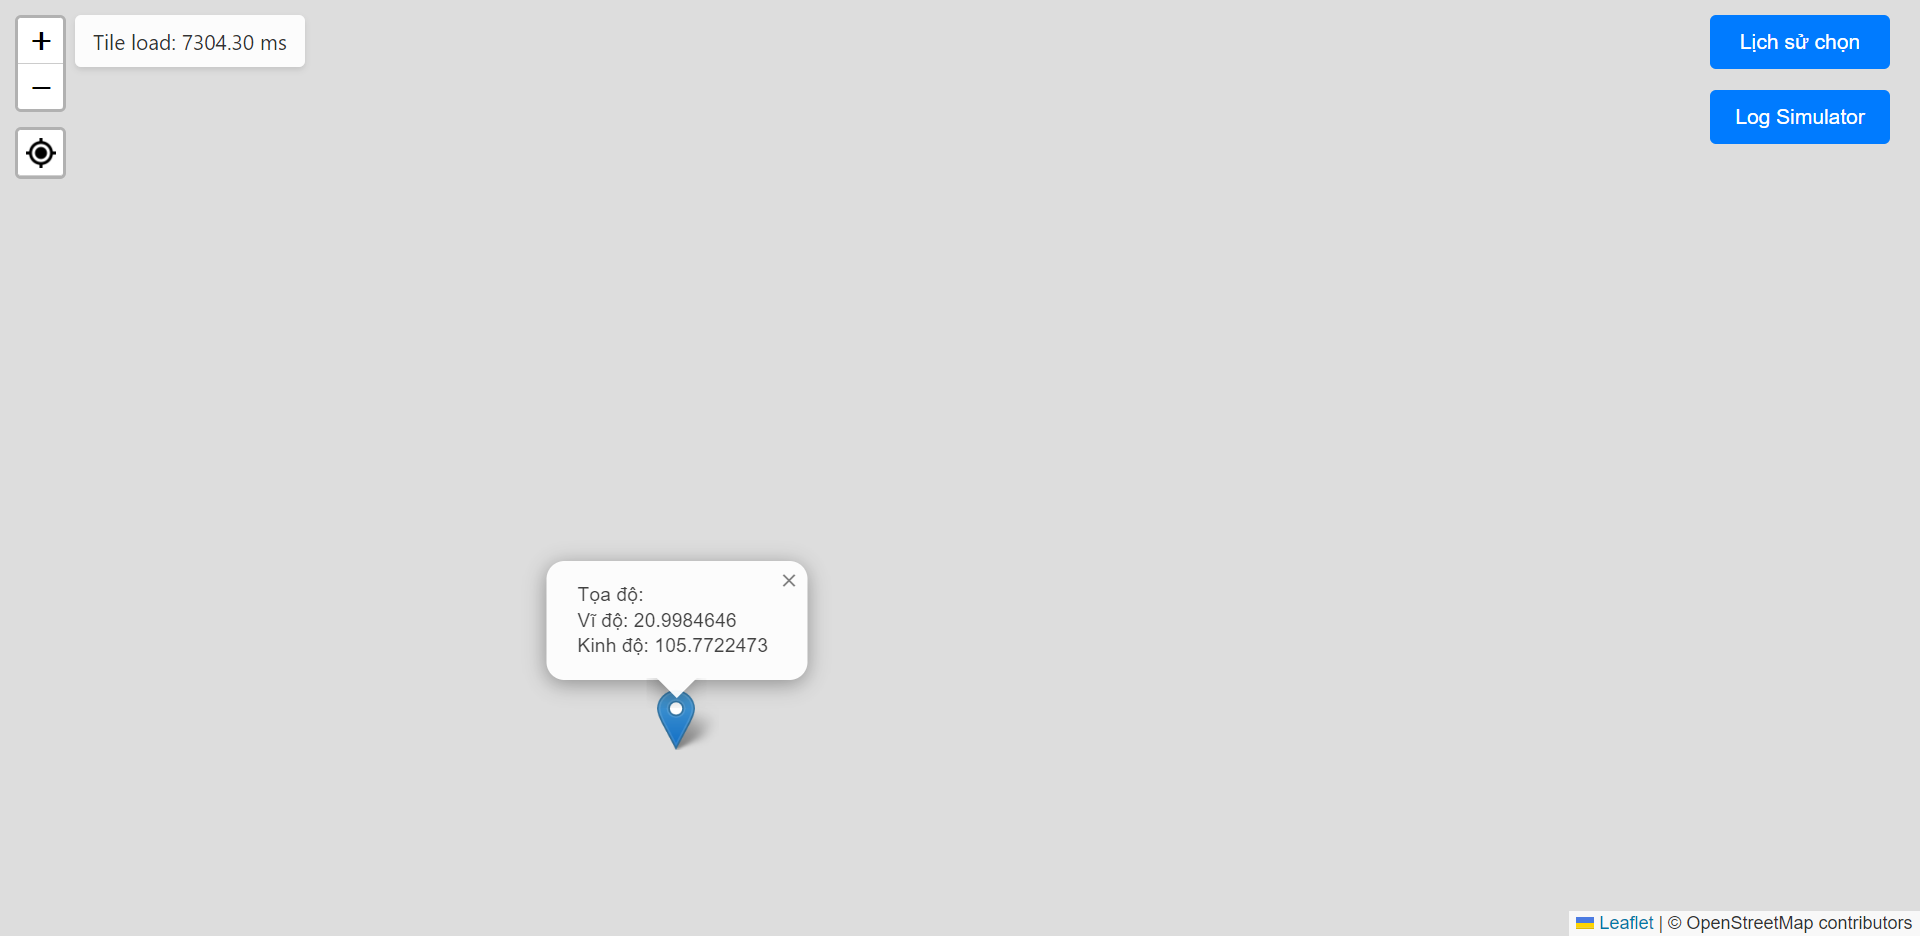 +
Tile load: 7304.30 ms
−
Lịch sử chọn
Log Simulator
×
Tọa độ:
Vĩ độ: 20.9984646
Kinh độ: 105.7722473
Leaflet | © OpenStreetMap contributors